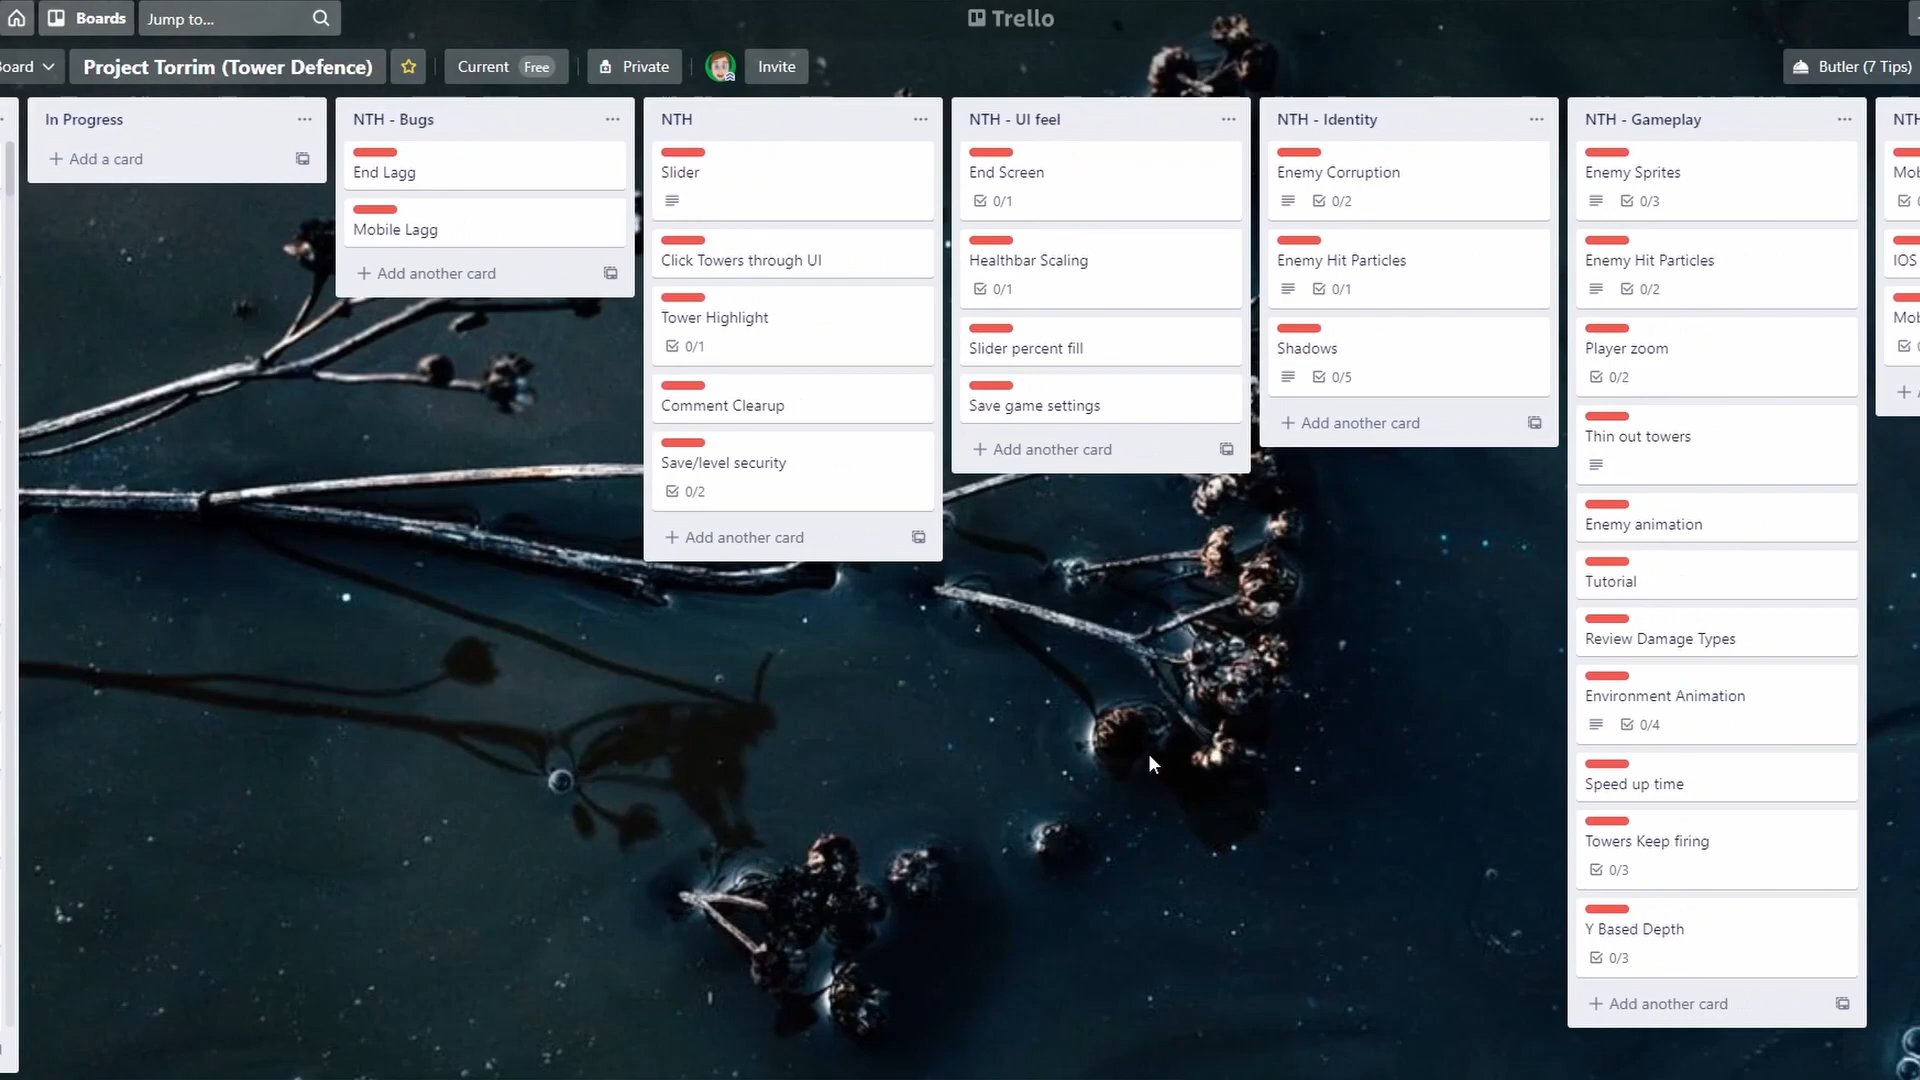 Boards
Jump to...
Trello
Board
Project Torrim (Tower Defence)
Current Free
Private
Invite
Butler (7 Tips)
In Progress
Add a card
NTH - Bugs
End Lagg
Mobile Lagg
Add another card
NTH
Slider
Click Towers through UI
Tower Highlight
0/1
Comment Clearup
Save/level security
0/2
Add another card
NTH - UI feel
End Screen
0/1
Healthbar Scaling
0/1
Slider percent fill
Save game settings
Add another card
NTH - Identity
Enemy Corruption
0/2
Enemy Hit Particles
0/1
Shadows
0/5
Add another card
NTH - Gameplay
Enemy Sprites
0/3
Enemy Hit Particles
0/2
Player zoom
0/2
Thin out towers
Enemy animation
Tutorial
Review Damage Types
Environment Animation
0/4
Speed up time
Towers Keep firing
0/3
Y Based Depth
0/3
Add another card
NTH
Mob
IOS
Mob